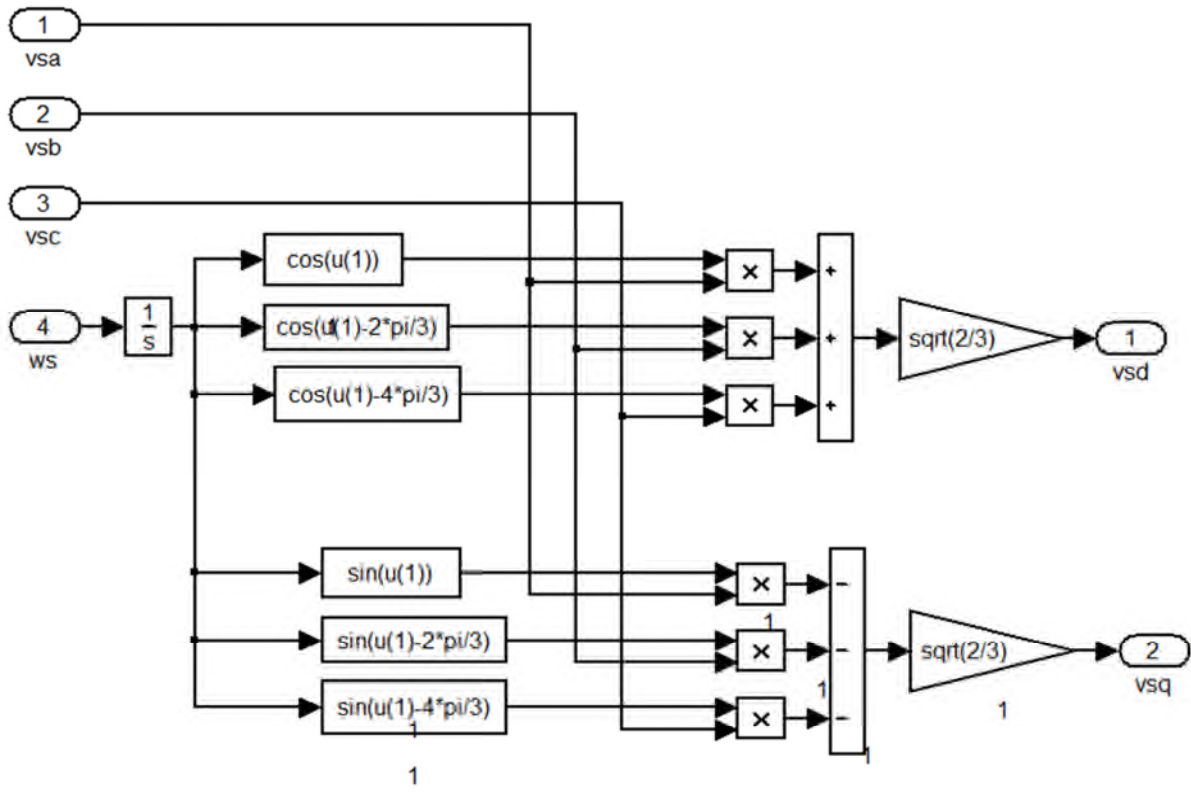 1
vsa
2
vsb
3
vsc
4
ws
1
s
cos(u(1))
cos(u(1)-2*pi/3)
cos(u(1)-4*pi/3)
×
×
×
+
+
+
sqrt(2/3)
1
vsd
sin(u(1))
sin(u(1)-2*pi/3)
sin(u(1)-4*pi/3)
×
1
×
1
×
−
−
−
1
sqrt(2/3)
1
2
vsq
1
1